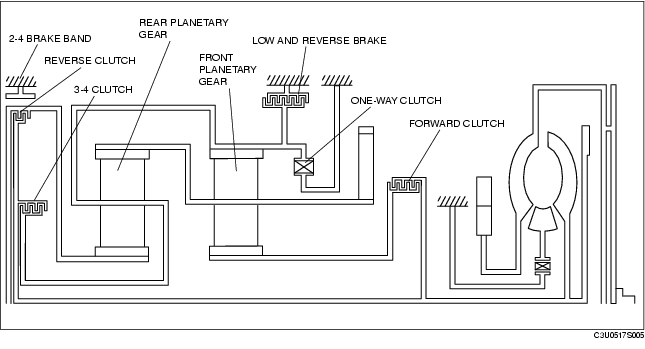 REAR PLANETARY
GEAR
2-4 BRAKE BAND
LOW AND REVERSE BRAKE
FRONT
PLANETARY
GEAR
REVERSE CLUTCH
3-4 CLUTCH
ONE-WAY CLUTCH
FORWARD CLUTCH
C3U0517S005